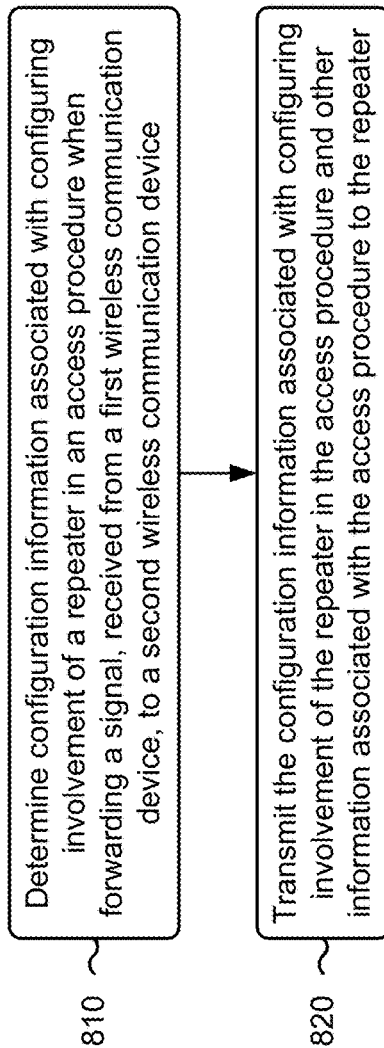 Determine configuration information associated with configuring
involvement of a repeater in an access procedure when
forwarding a signal, received from a first wireless communication
device, to a second wireless communication device
810
Transmit the configuration information associated with configuring
involvement of the repeater in the access procedure and other
information associated with the access procedure to the repeater
820